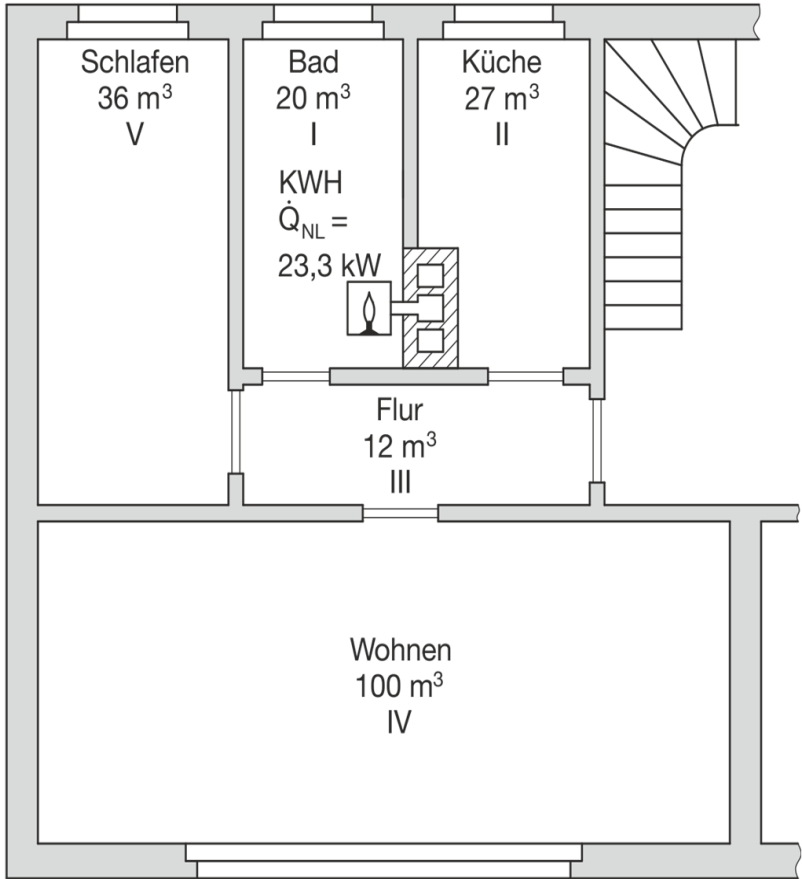 Schlafen
36 m³
V
Bad
20 m³
I
KWH
Q̇NL =
23,3 kW
Küche
27 m³
II
Flur
12 m³
III
Wohnen
100 m³
IV